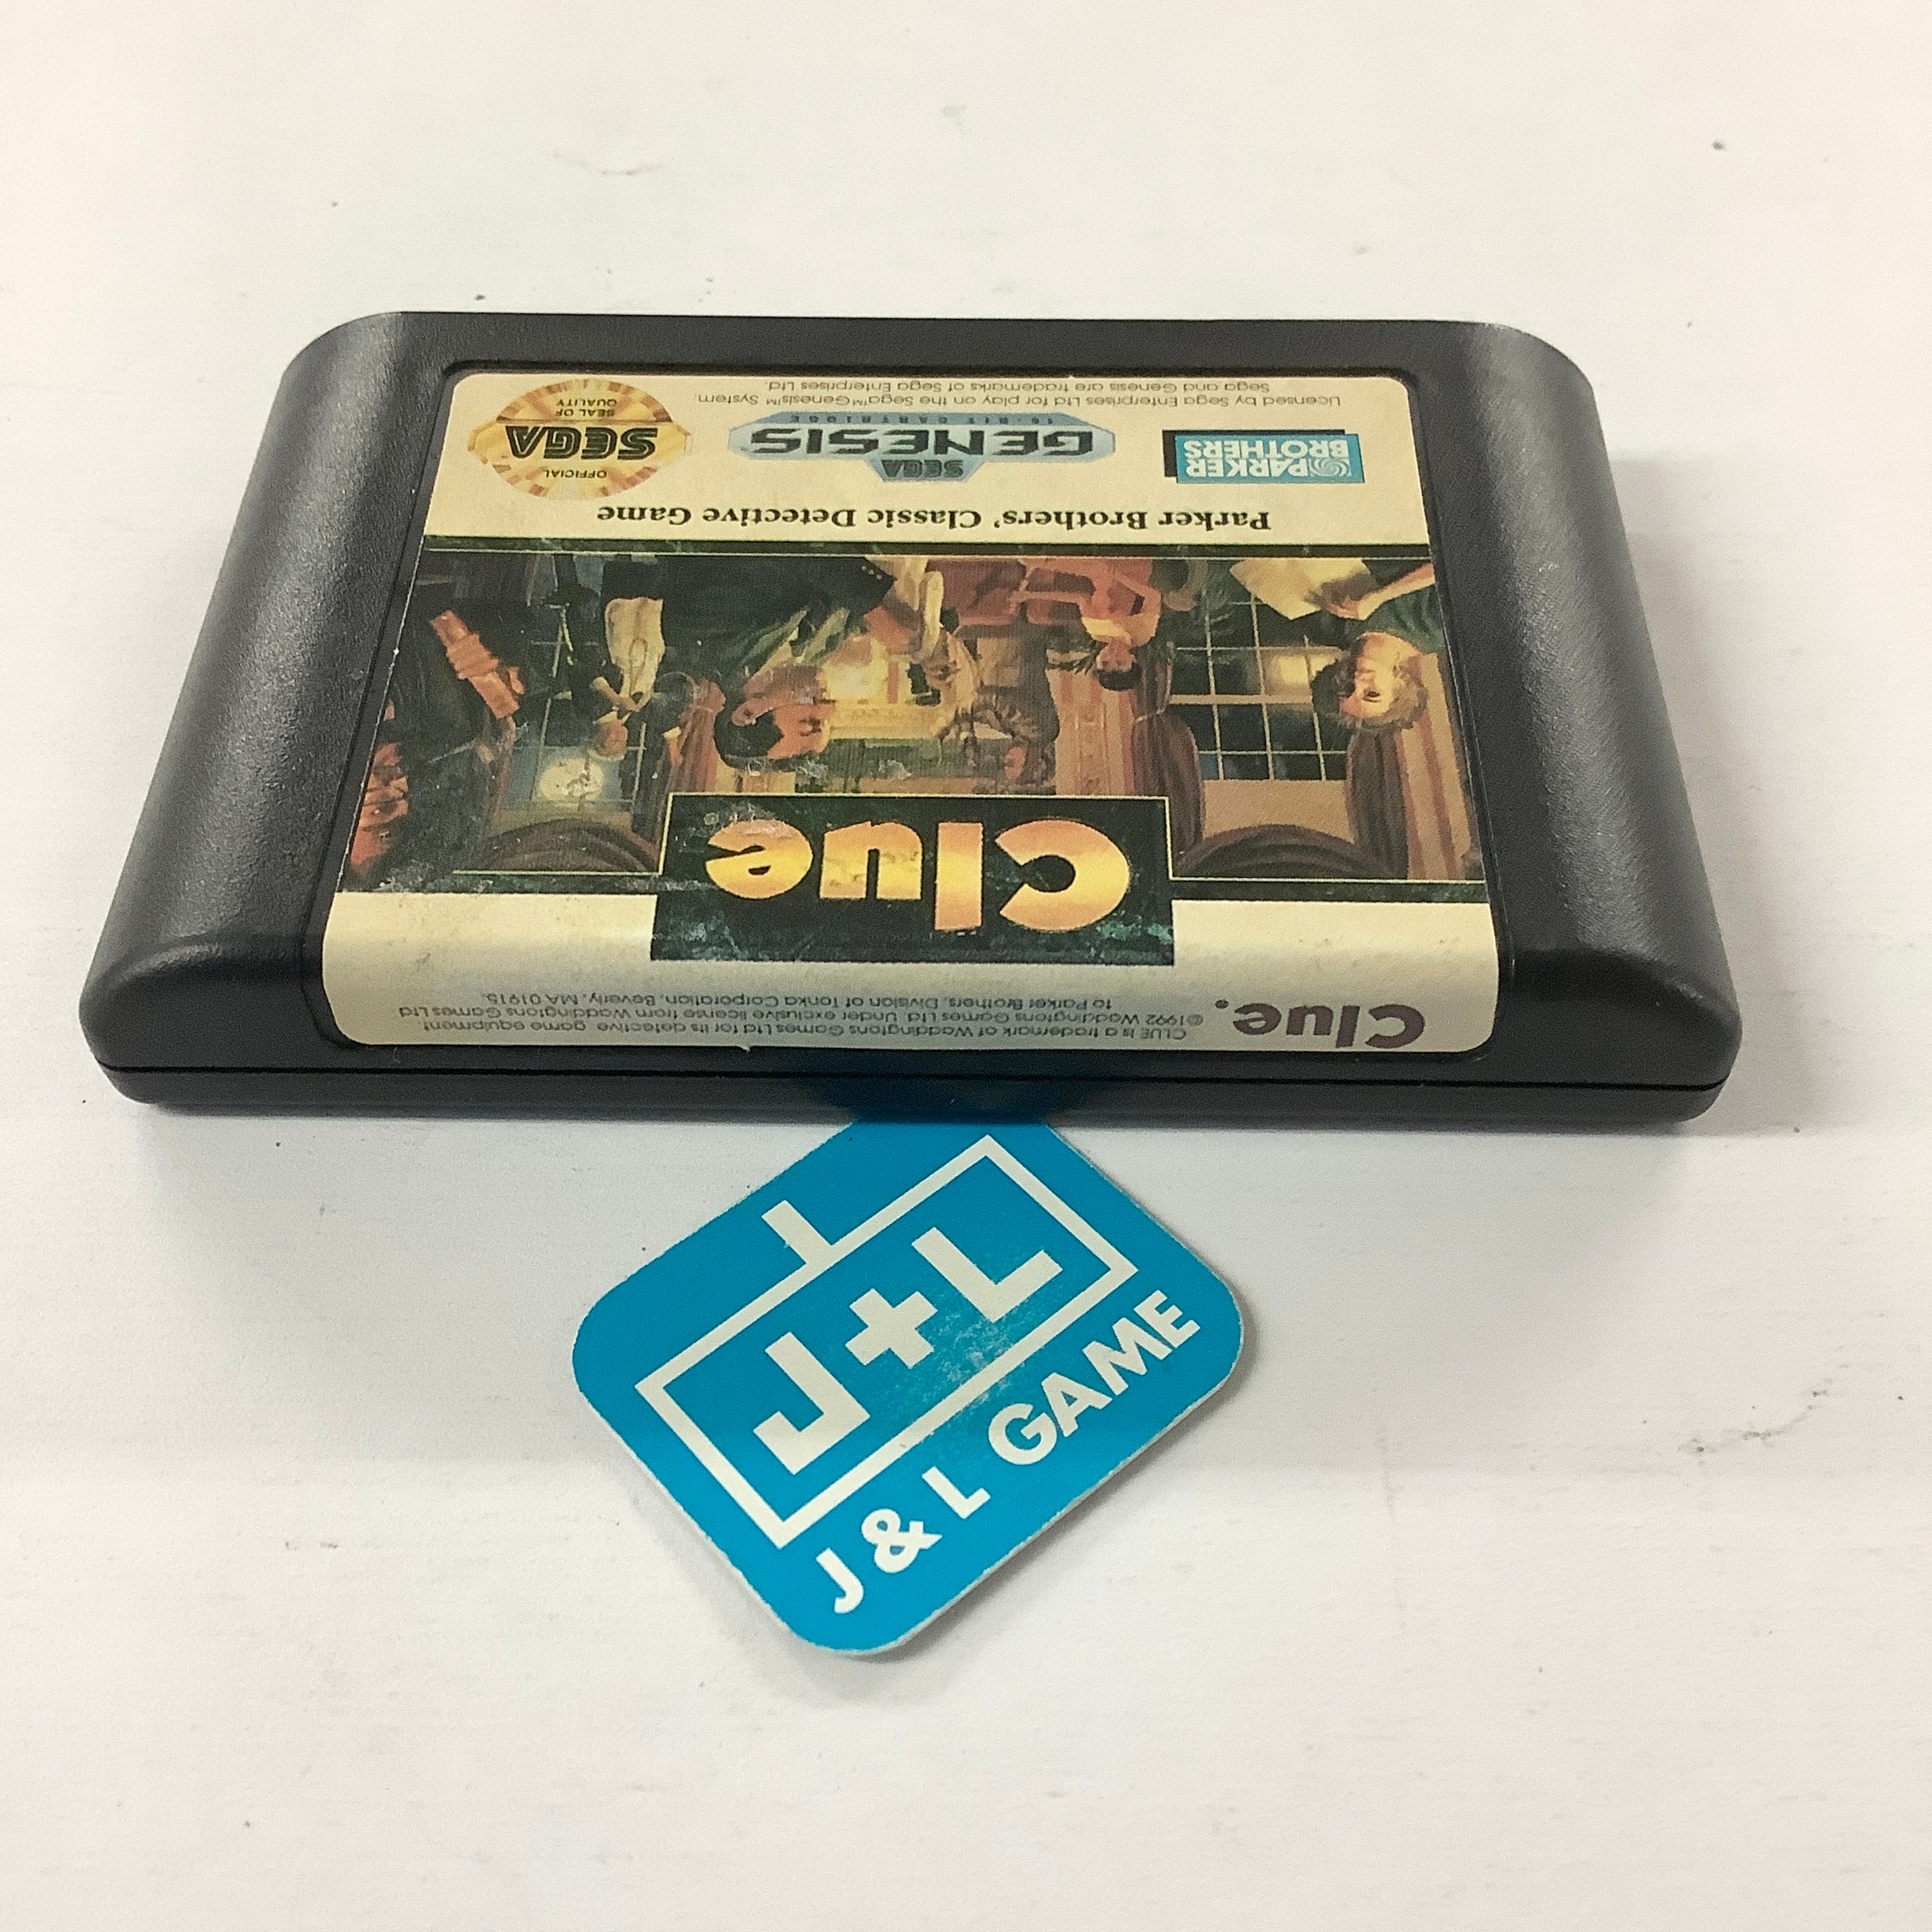 Clue.
CLUE is a trademark of Waddingtons Games Ltd for its detective game equipment.
©1992 Waddingtons Games Ltd. Under exclusive license from Waddingtons Games Ltd
to Parker Brothers, Division of Tonka Corporation, Beverly, MA 01915.
Clue
Parker Brothers' Classic Detective Game
PARKER
BROTHERS
SEGA
GENESIS
16-BIT CARTRIDGE
OFFICIAL
SEGA
SEAL OF
QUALITY
Licensed by Sega Enterprises Ltd for play on the Sega™ Genesis™ System.
Sega and Genesis are trademarks of Sega Enterprises Ltd.
J+L
J & L GAME